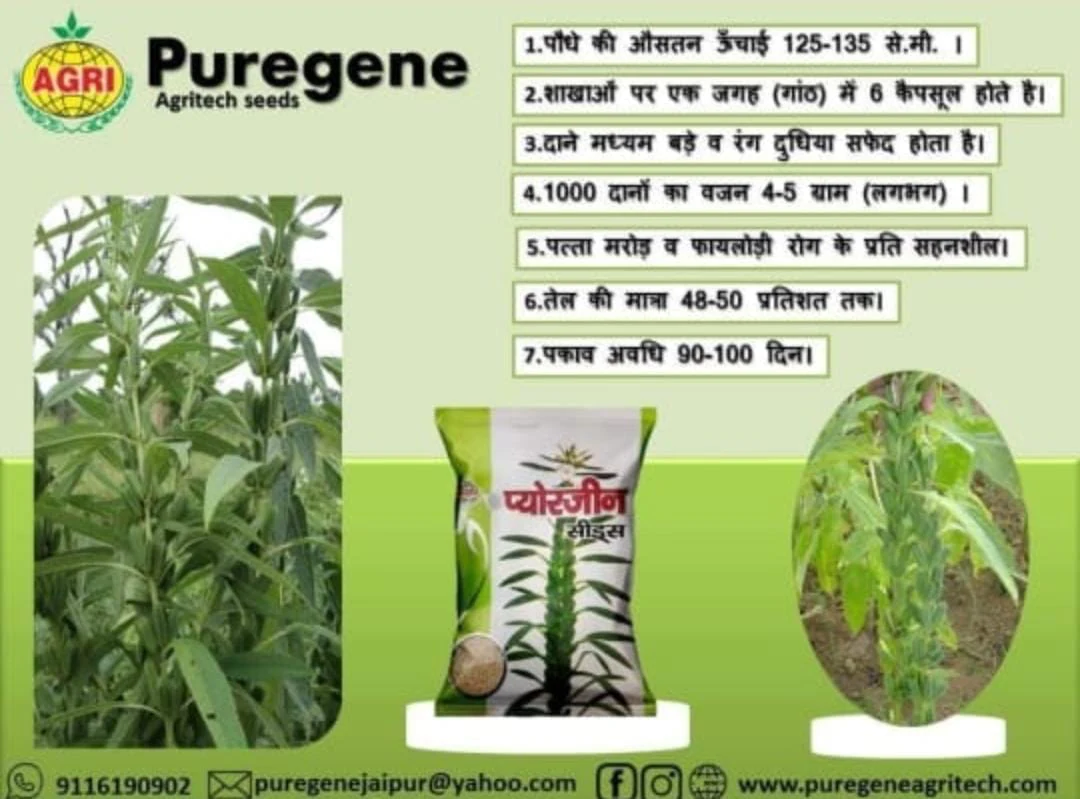 AGRI
Puregene
Agritech seeds
1.पौधे की औसतन ऊँचाई 125-135 से.मी. ।
2.शाखाओं पर एक जगह (गांठ) में 6 कैपसूल होते है।
3.दाने मध्यम बड़े व रंग दुधिया सफेद होता है।
4.1000 दानों का वजन 4-5 ग्राम (लगभग) ।
5.पत्ता मरोड़ व फायलोड़ी रोग के प्रति सहनशील।
6.तेल की मात्रा 48-50 प्रतिशत तक।
7.पकाव अवधि 90-100 दिन।
प्योरजीन
सीड्स
9116190902 puregenejaipur@yahoo.com www.puregeneagritech.com